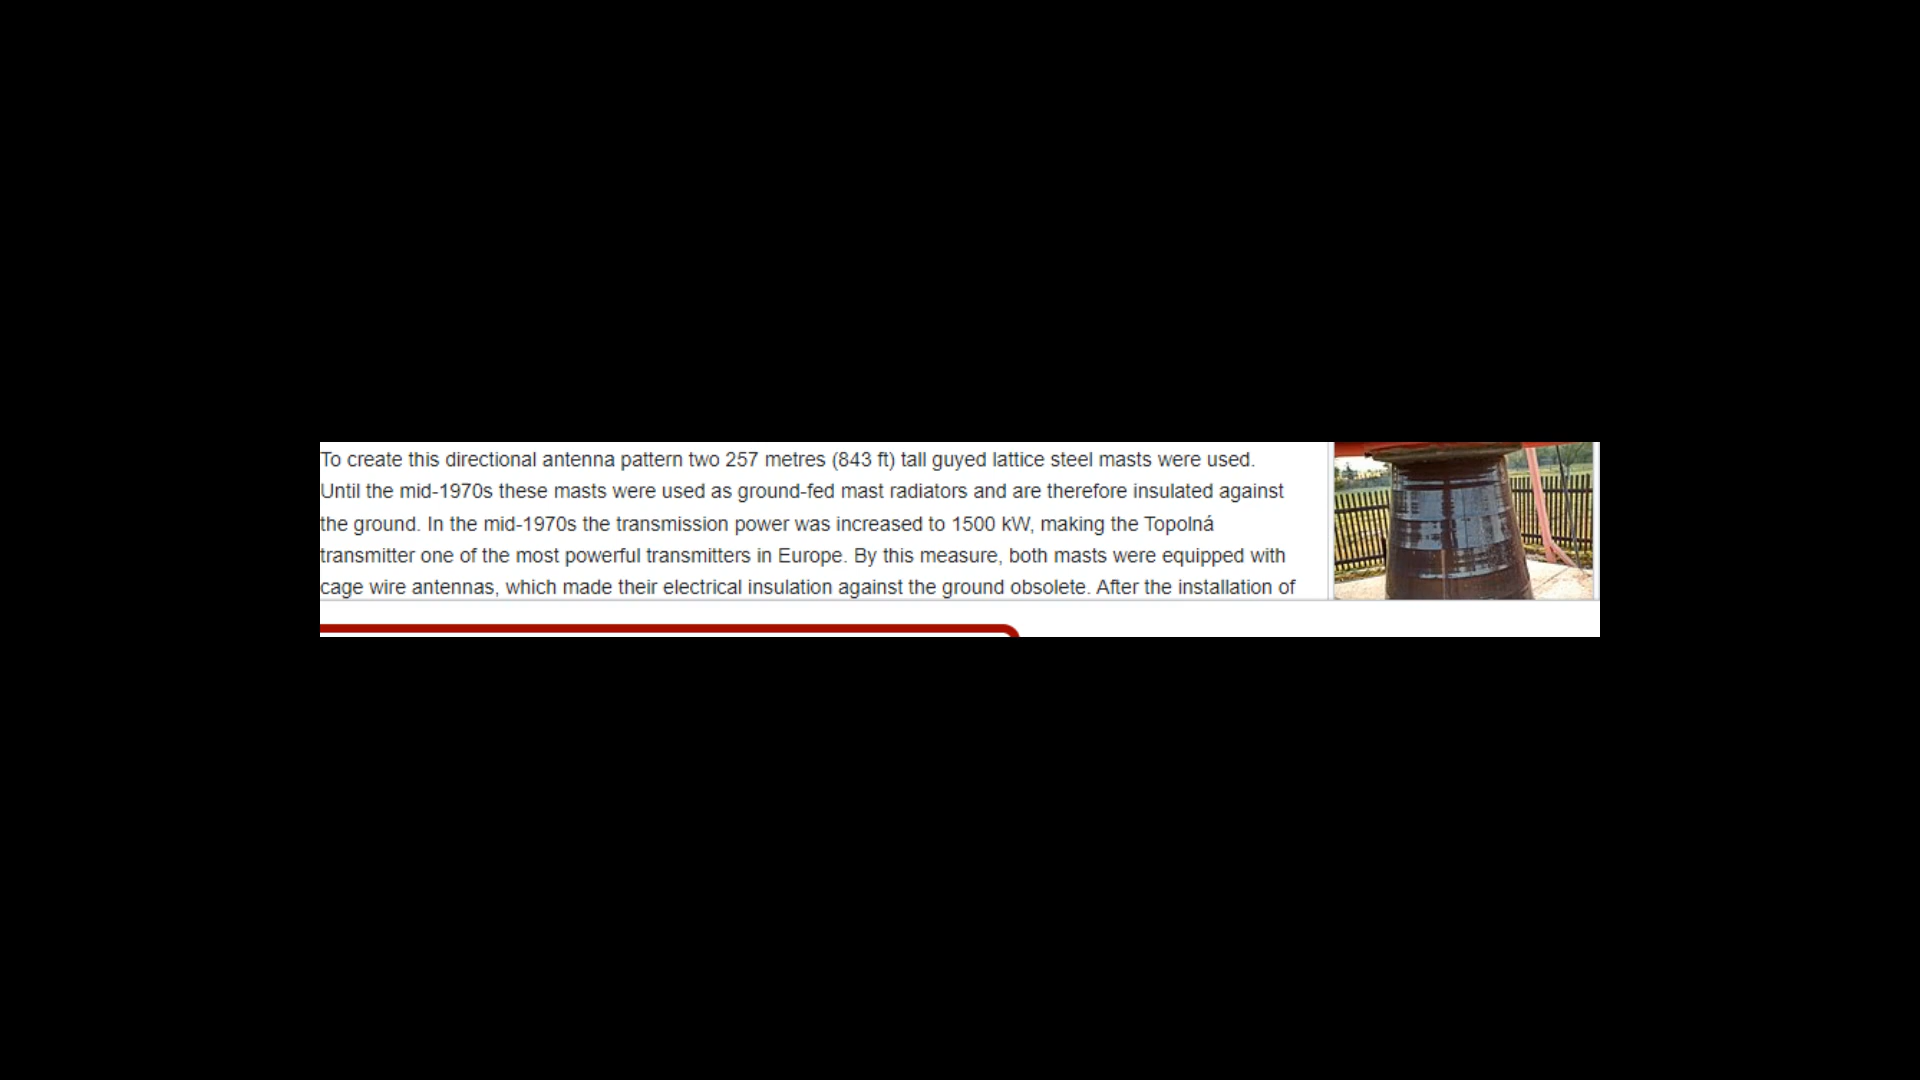 To create this directional antenna pattern two 257 metres (843 ft) tall guyed lattice steel masts were used.
Until the mid-1970s these masts were used as ground-fed mast radiators and are therefore insulated against
the ground. In the mid-1970s the transmission power was increased to 1500 kW, making the Topolná
transmitter one of the most powerful transmitters in Europe. By this measure, both masts were equipped with
cage wire antennas, which made their electrical insulation against the ground obsolete. After the installation of